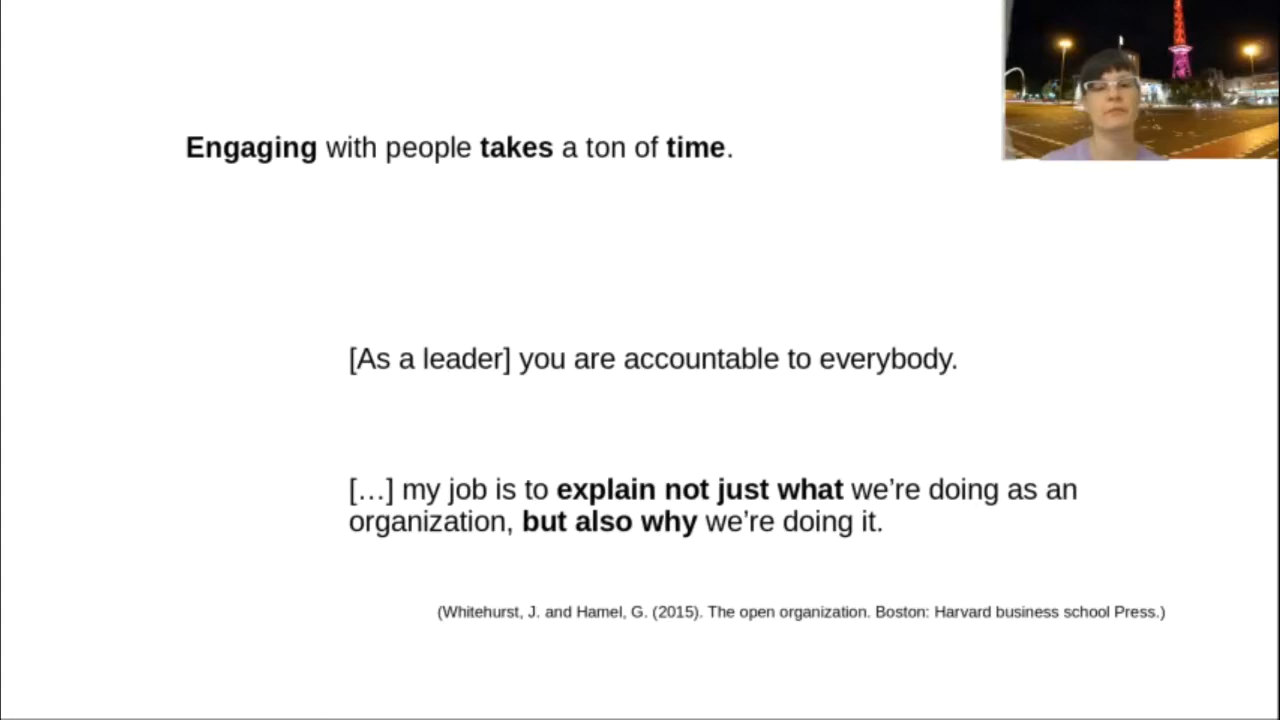 Engaging with people takes a ton of time.
[As a leader] you are accountable to everybody.
[…] my job is to explain not just what we’re doing as an
organization, but also why we’re doing it.
(Whitehurst, J. and Hamel, G. (2015). The open organization. Boston: Harvard business school Press.)